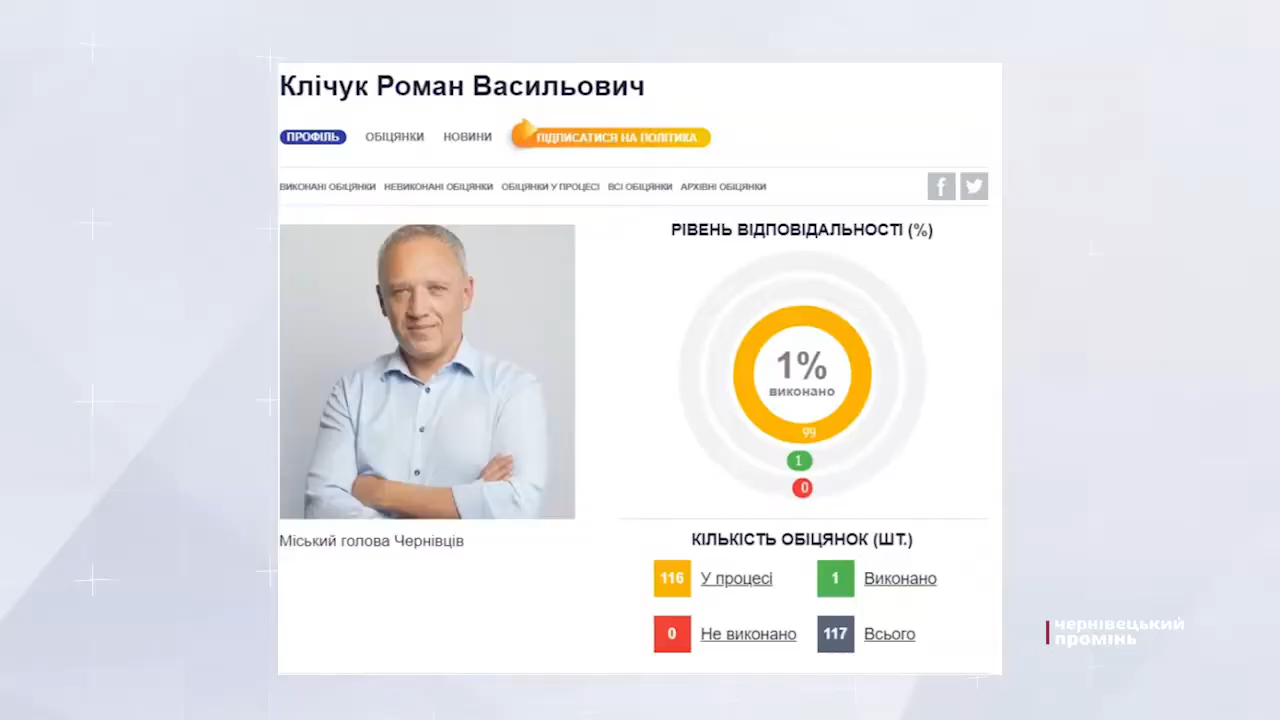 Клічук Роман Васильович
ПРОФІЛЬ ОБІЦЯНКИ НОВИНИ ПІДПИСАТИСЯ НА ПОЛІТИКА
ВИКОНАНІ ОБІЦЯНКИ НЕВИКОНАНІ ОБІЦЯНКИ ОБІЦЯНКИ У ПРОЦЕСІ ВСІ ОБІЦЯНКИ АРХІВНІ ОБІЦЯНКИ
РІВЕНЬ ВІДПОВІДАЛЬНОСТІ (%)
1%
виконано
99
1
0
Міський голова Чернівців
КІЛЬКІСТЬ ОБІЦЯНОК (ШТ.)
116 У процесі 1 Виконано
0 Не виконано 117 Всього
чернівецький
промінь